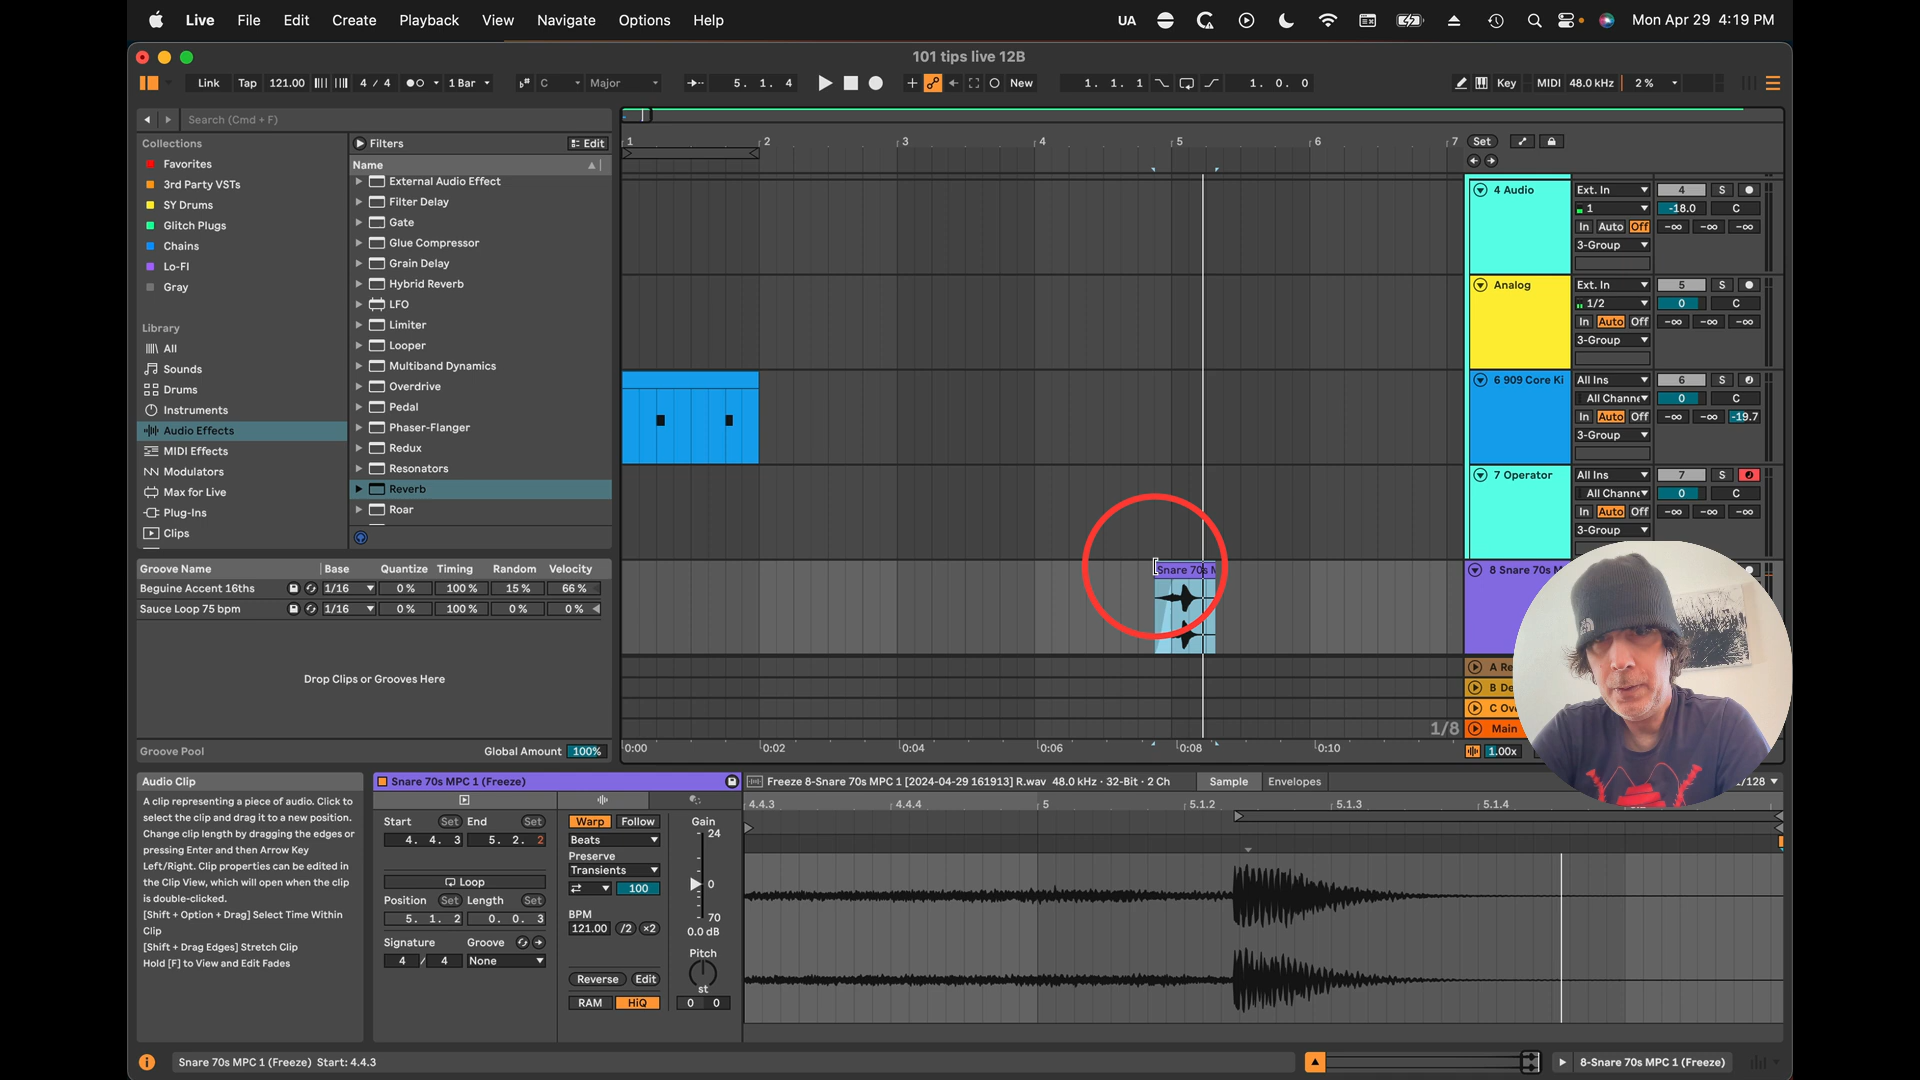 Live File Edit Create Playback View Navigate Options Help
UA Mon Apr 29 4:19 PM
101 tips live 12B
Link Tap 121.00 4 / 4 1 Bar C Major 5. 1. 4 New 1. 1. 1 1. 0. 0 Key MIDI 48.0 kHz 2 %
Search (Cmd + F)
Collections
Favorites
3rd Party VSTs
SY Drums
Glitch Plugs
Chains
Lo-FI
Gray
Library
All
Sounds
Drums
Instruments
Audio Effects
MIDI Effects
Modulators
Max for Live
Plug-Ins
Clips
Filters Edit
Name
External Audio Effect
Filter Delay
Gate
Glue Compressor
Grain Delay
Hybrid Reverb
LFO
Limiter
Looper
Multiband Dynamics
Overdrive
Pedal
Phaser-Flanger
Redux
Resonators
Reverb
Roar
Groove Name Base Quantize Timing Random Velocity
Beguine Accent 16ths 1/16 0 % 100 % 15 % 66 %
Sauce Loop 75 bpm 1/16 0 % 100 % 0 % 0 %
Drop Clips or Grooves Here
Groove Pool Global Amount 100%
1 2 3 4 5 6 7 Set
4 Audio Ext. In 4 S
1 -18.0 C
In Auto Off -∞ -∞ -∞
3-Group
Analog Ext. In 5 S
1/2 0 C
In Auto Off -∞ -∞ -∞
3-Group
6 909 Core Ki All Ins 6 S
All Channe 0 C
In Auto Off -∞ -∞ -19.7
3-Group
7 Operator All Ins 7 S
All Channe 0 C
In Auto Off -∞ -∞ -∞
3-Group
Snare 70s M
8 Snare 70s M
A Re
B De
C Ov
1/8 Main
0:00 0:02 0:04 0:06 0:08 0:10
1.00x
Audio Clip
A clip representing a piece of audio. Click to
select the clip and drag it to a new position.
Change clip length by dragging the edges or
pressing Enter and then Arrow Key
Left/Right. Clip properties can be edited in
the Clip View, which will open when the clip
is double-clicked.
[Shift + Option + Drag] Select Time Within
Clip
[Shift + Drag Edges] Stretch Clip
Hold [F] to View and Edit Fades
Snare 70s MPC 1 (Freeze)
Start Set End Set
4. 4. 3 5. 2. 2
Loop
Position Set Length Set
5. 1. 2 0. 0. 3
Signature Groove
4 / 4 None
Warp Follow
Beats
Preserve
Transients
100
BPM
121.00 /2 ×2
Reverse Edit
RAM HiQ
Gain
24
0
70
0.0 dB
Pitch
st
0 0
Freeze 8-Snare 70s MPC 1 [2024-04-29 161913] R.wav 48.0 kHz · 32-Bit · 2 Ch Sample Envelopes /128
4.4.3 4.4.4 5 5.1.2 5.1.3 5.1.4
Snare 70s MPC 1 (Freeze) Start: 4.4.3
8-Snare 70s MPC 1 (Freeze)